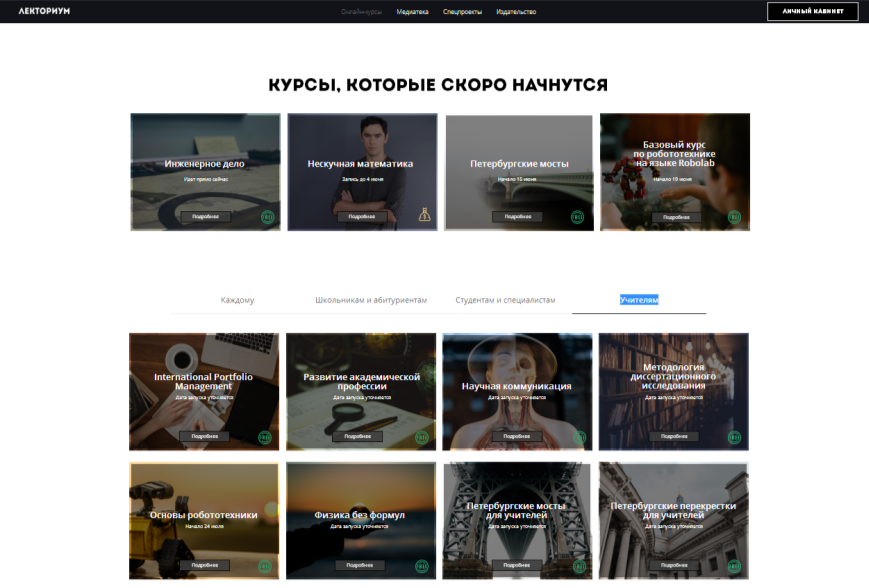 ЛЕКТОРИУМ
Онлайн-курсы Медиатека Спецпроекты Издательство
ЛИЧНЫЙ КАБИНЕТ
КУРСЫ, КОТОРЫЕ СКОРО НАЧНУТСЯ
Инженерное дело
Идет прямо сейчас
Подробнее
FREE
Нескучная математика
Запись до 4 июня
Подробнее
Петербургские мосты
Начало 15 июня
Подробнее
FREE
Базовый курс
по робототехнике
на языке Robolab
Начало 19 июня
Подробнее
FREE
Каждому Школьникам и абитуриентам Студентам и специалистам Учителям
International Portfolio
Management
Дата запуска уточняется
Подробнее
FREE
Развитие академической
профессии
Дата запуска уточняется
Подробнее
FREE
Научная коммуникация
Дата запуска уточняется
Подробнее
FREE
Методология
диссертационного
исследования
Дата запуска уточняется
Подробнее
FREE
Основы робототехники
Начало 24 июля
Подробнее
FREE
Физика без формул
Дата запуска уточняется
Подробнее
FREE
Петербургские мосты
для учителей
Дата запуска уточняется
Подробнее
FREE
Петербургские перекрестки
для учителей
Дата запуска уточняется
Подробнее
FREE